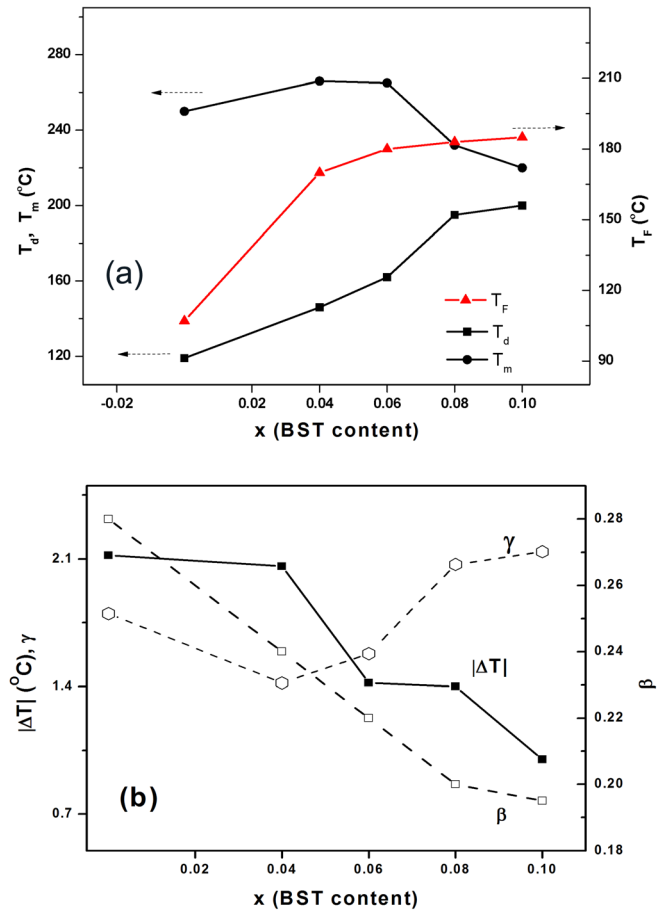 280
240
200
160
120
T_d, T_m (°C)
210
180
150
120
90
T_F (°C)
(a)
T_F
T_d
T_m
-0.02 0.02 0.04 0.06 0.08 0.10
x (BST content)
2.1
1.4
0.7
|ΔT| (°C), γ
0.28
0.26
0.24
0.22
0.20
0.18
β
γ
|ΔT|
(b)
β
0.02 0.04 0.06 0.08 0.10
x (BST content)